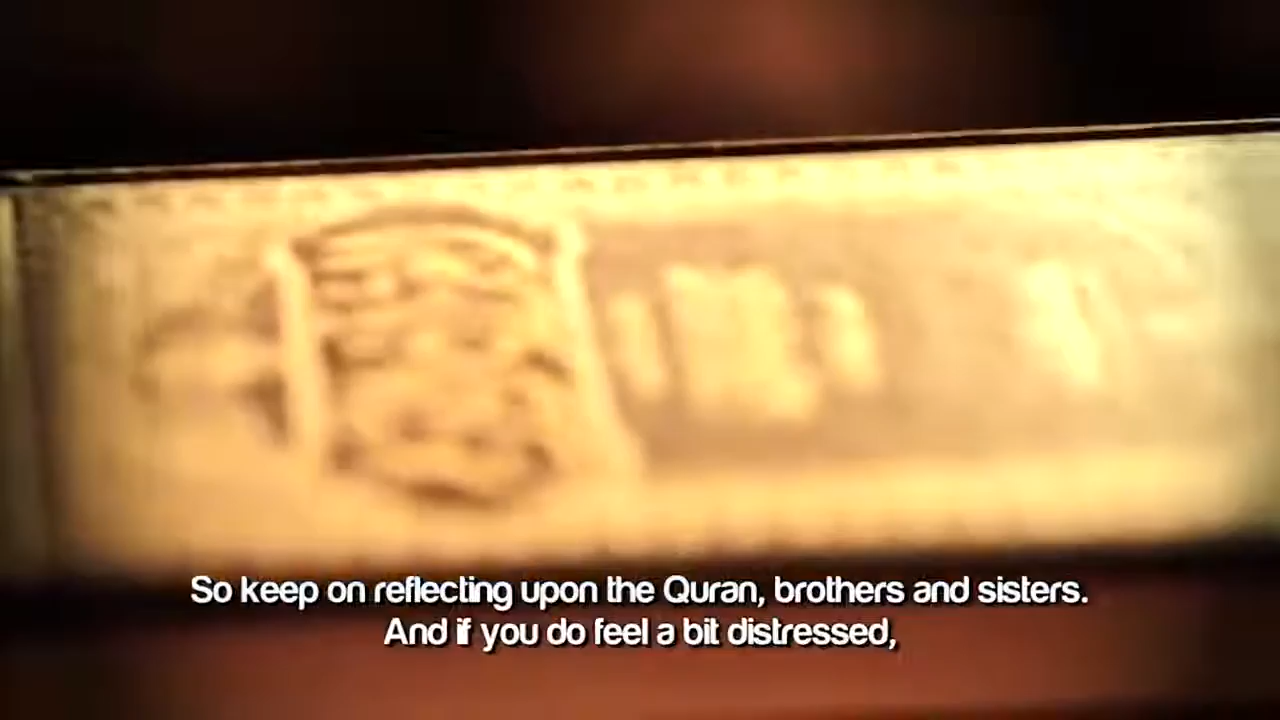 So keep on reflecting upon the Quran, brothers and sisters.
And if you do feel a bit distressed,